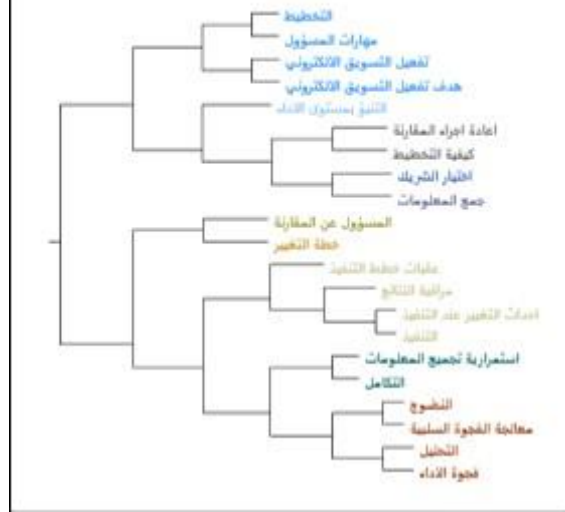 التخطيط
مهارات المسؤول
تفعيل التسويق الالكتروني
هدف تفعيل التسويق الالكتروني
التنبؤ بمستوى الاداء
اعادة اجراء المقارنة
كيفية التخطيط
اختيار الشريك
جمع المعلومات
المسؤول عن المقارنة
خطة التغيير
عقبات خطط التنفيذ
مراقبة النتائج
احداث التغيير عند التنفيذ
التنفيذ
استمرارية تجميع المعلومات
التكامل
النضوج
معالجة الفجوة السلبية
التحليل
فجوة الاداء